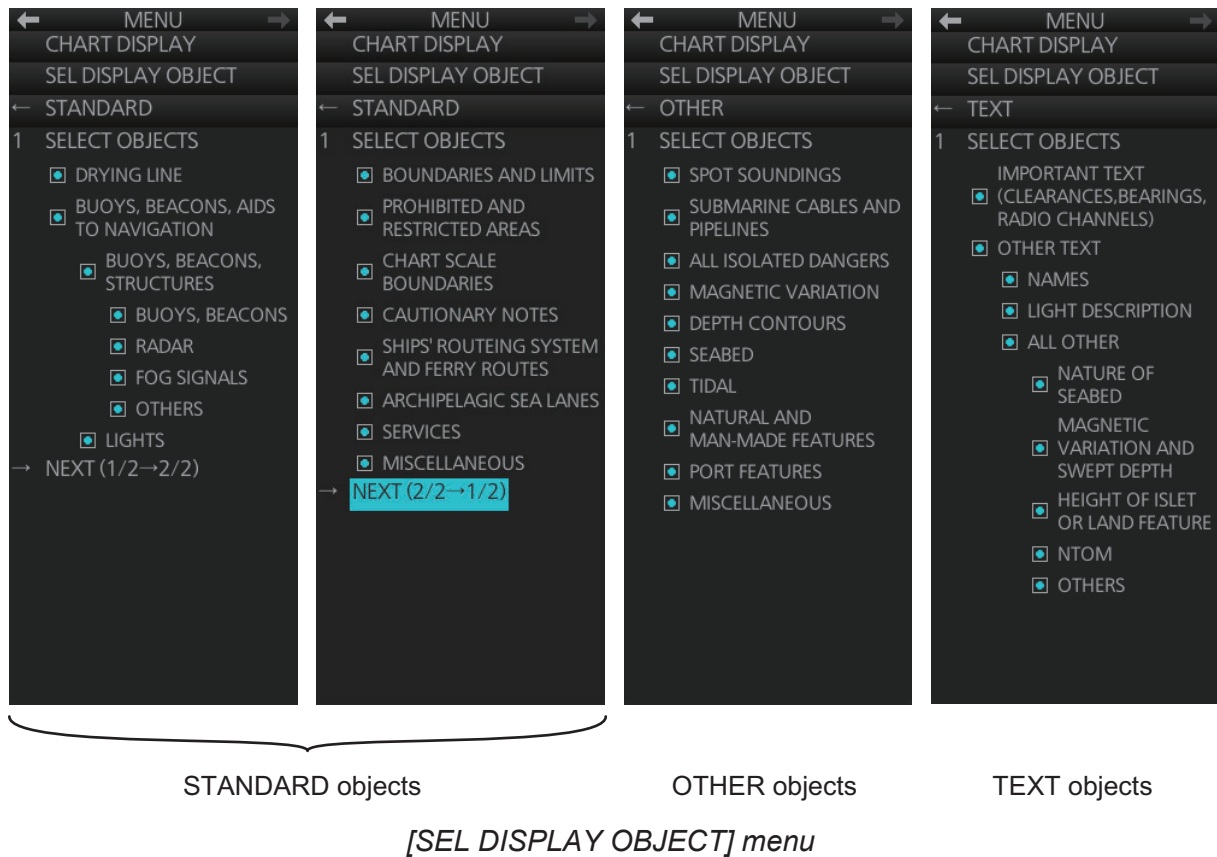 MENU
CHART DISPLAY
SEL DISPLAY OBJECT
← STANDARD
1 SELECT OBJECTS
DRYING LINE
BUOYS, BEACONS, AIDS
TO NAVIGATION
BUOYS, BEACONS,
STRUCTURES
BUOYS, BEACONS
RADAR
FOG SIGNALS
OTHERS
LIGHTS
→ NEXT (1/2→2/2)
MENU
CHART DISPLAY
SEL DISPLAY OBJECT
← STANDARD
1 SELECT OBJECTS
BOUNDARIES AND LIMITS
PROHIBITED AND
RESTRICTED AREAS
CHART SCALE
BOUNDARIES
CAUTIONARY NOTES
SHIPS' ROUTEING SYSTEM
AND FERRY ROUTES
ARCHIPELAGIC SEA LANES
SERVICES
MISCELLANEOUS
→ NEXT (2/2→1/2)
MENU
CHART DISPLAY
SEL DISPLAY OBJECT
← OTHER
1 SELECT OBJECTS
SPOT SOUNDINGS
SUBMARINE CABLES AND
PIPELINES
ALL ISOLATED DANGERS
MAGNETIC VARIATION
DEPTH CONTOURS
SEABED
TIDAL
NATURAL AND
MAN-MADE FEATURES
PORT FEATURES
MISCELLANEOUS
MENU
CHART DISPLAY
SEL DISPLAY OBJECT
← TEXT
1 SELECT OBJECTS
IMPORTANT TEXT
(CLEARANCES,BEARINGS,
RADIO CHANNELS)
OTHER TEXT
NAMES
LIGHT DESCRIPTION
ALL OTHER
NATURE OF
SEABED
MAGNETIC
VARIATION AND
SWEPT DEPTH
HEIGHT OF ISLET
OR LAND FEATURE
NTOM
OTHERS
STANDARD objects
OTHER objects
TEXT objects
[SEL DISPLAY OBJECT] menu